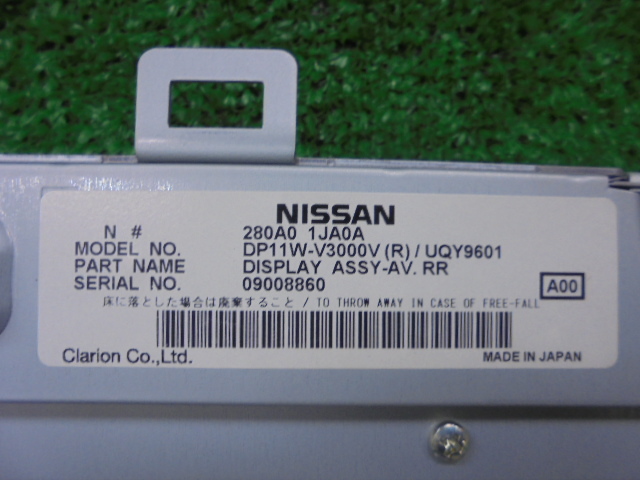 NISSAN
N # 280A0 1JA0A
MODEL NO. DP11W-V3000V (R) / UQY9601
PART NAME DISPLAY ASSY-AV. RR
SERIAL NO. 09008860
A00
床に落とした場合は廃棄すること / TO THROW AWAY IN CASE OF FREE-FALL
Clarion Co.,Ltd. MADE IN JAPAN